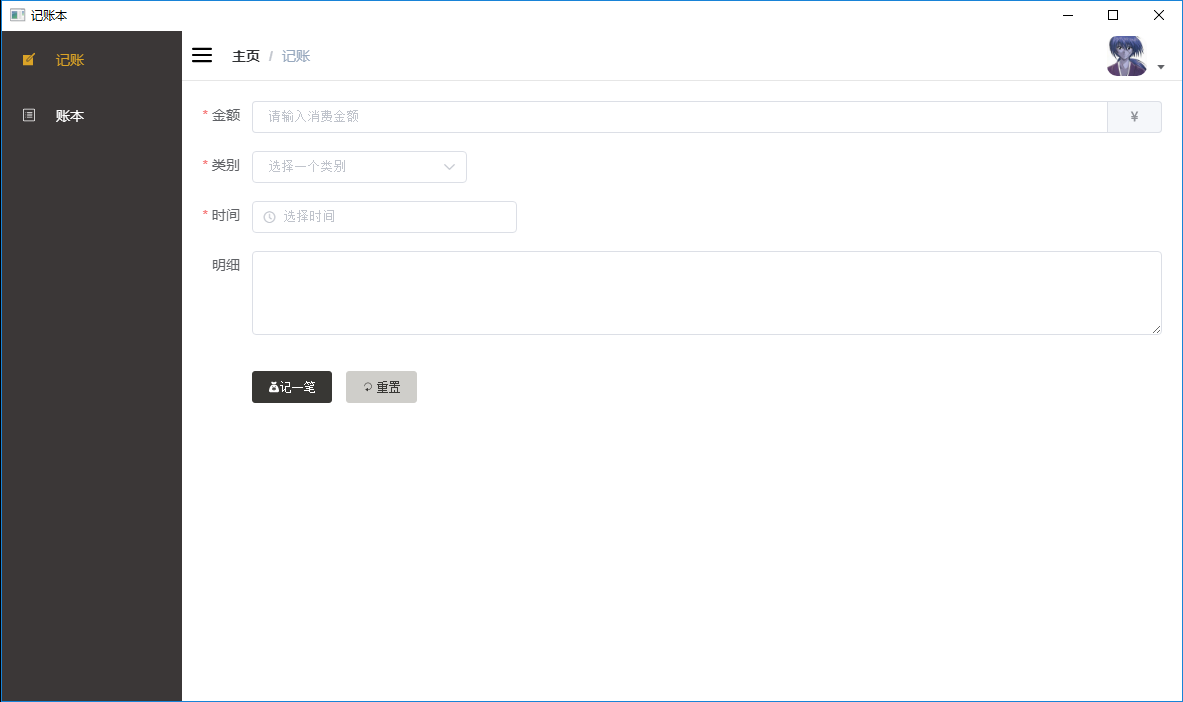 记账本
记账
账本
主页 / 记账
* 金额 请输入消费金额 ¥
* 类别 选择一个类别
* 时间 选择时间
明细
记一笔 重置